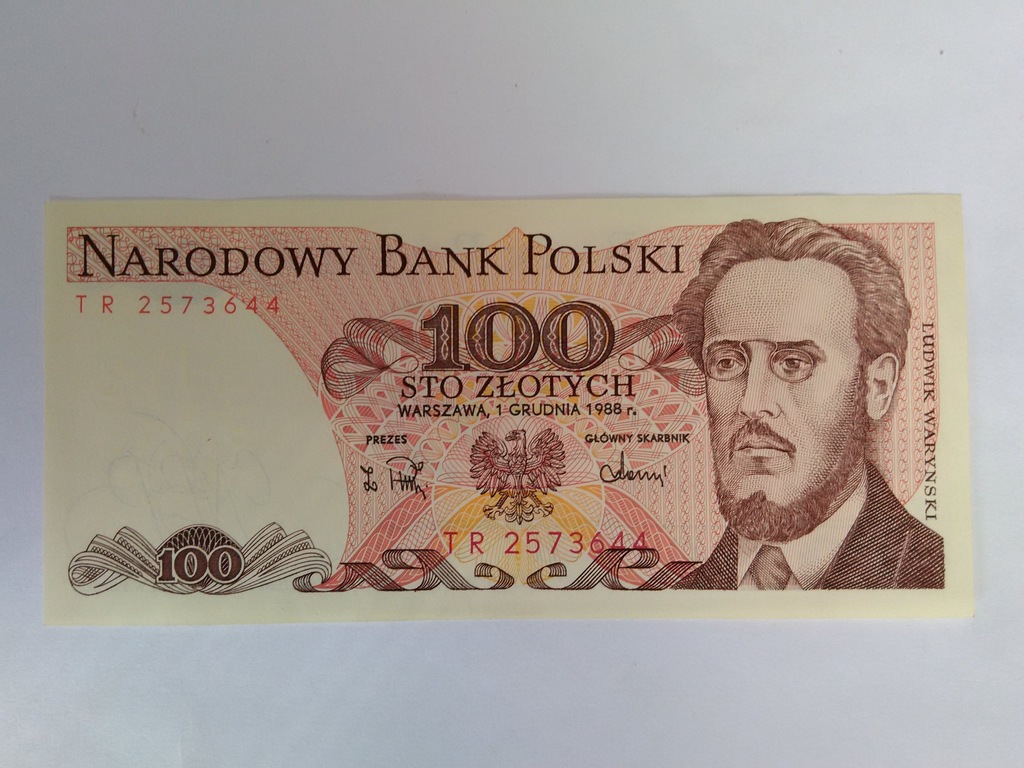 NARODOWY BANK POLSKI
TR 2573644
100
STO ZŁOTYCH
WARSZAWA, 1 GRUDNIA 1988 r.
PREZES
GŁÓWNY SKARBNIK
TR 2573644
100
LUDWIK WARYŃSKI